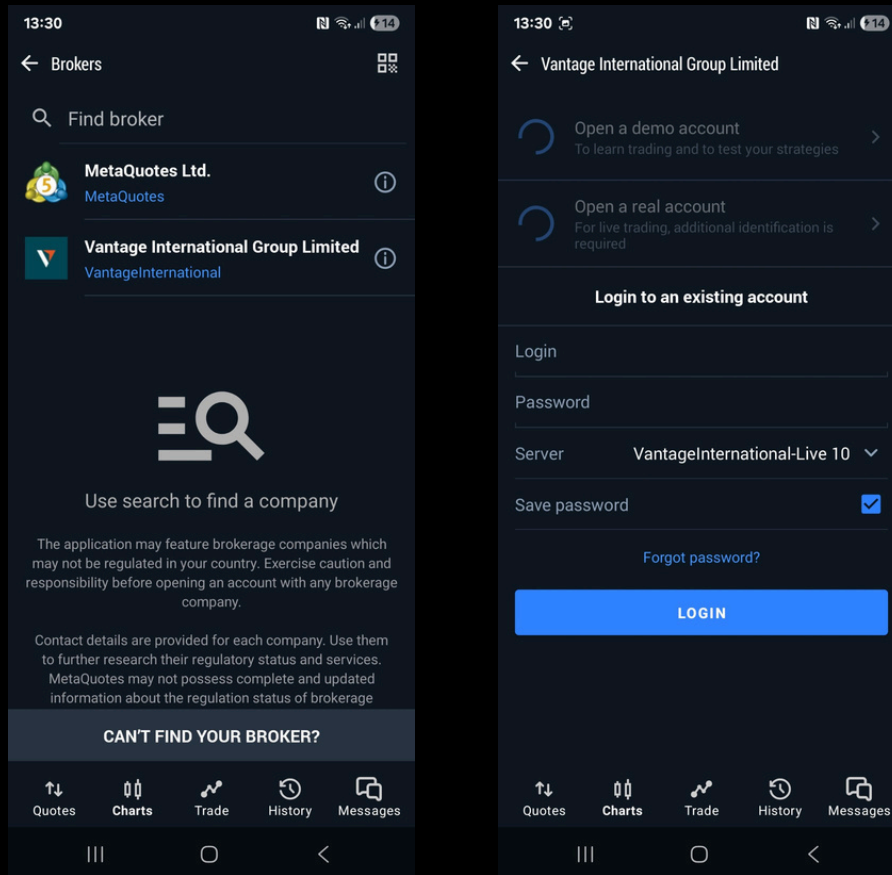 13:30
14
Brokers
Find broker
MetaQuotes Ltd.
MetaQuotes
Vantage International Group Limited
VantageInternational
Use search to find a company
The application may feature brokerage companies which
may not be regulated in your country. Exercise caution and
responsibility before opening an account with any brokerage
company.
Contact details are provided for each company. Use them
to further research their regulatory status and services.
MetaQuotes may not possess complete and updated
information about the regulation status of brokerage
CAN'T FIND YOUR BROKER?
Quotes Charts Trade History Messages
13:30
14
Vantage International Group Limited
Open a demo account
To learn trading and to test your strategies
Open a real account
For live trading, additional identification is
required
Login to an existing account
Login
Password
Server VantageInternational-Live 10
Save password
Forgot password?
LOGIN
Quotes Charts Trade History Messages